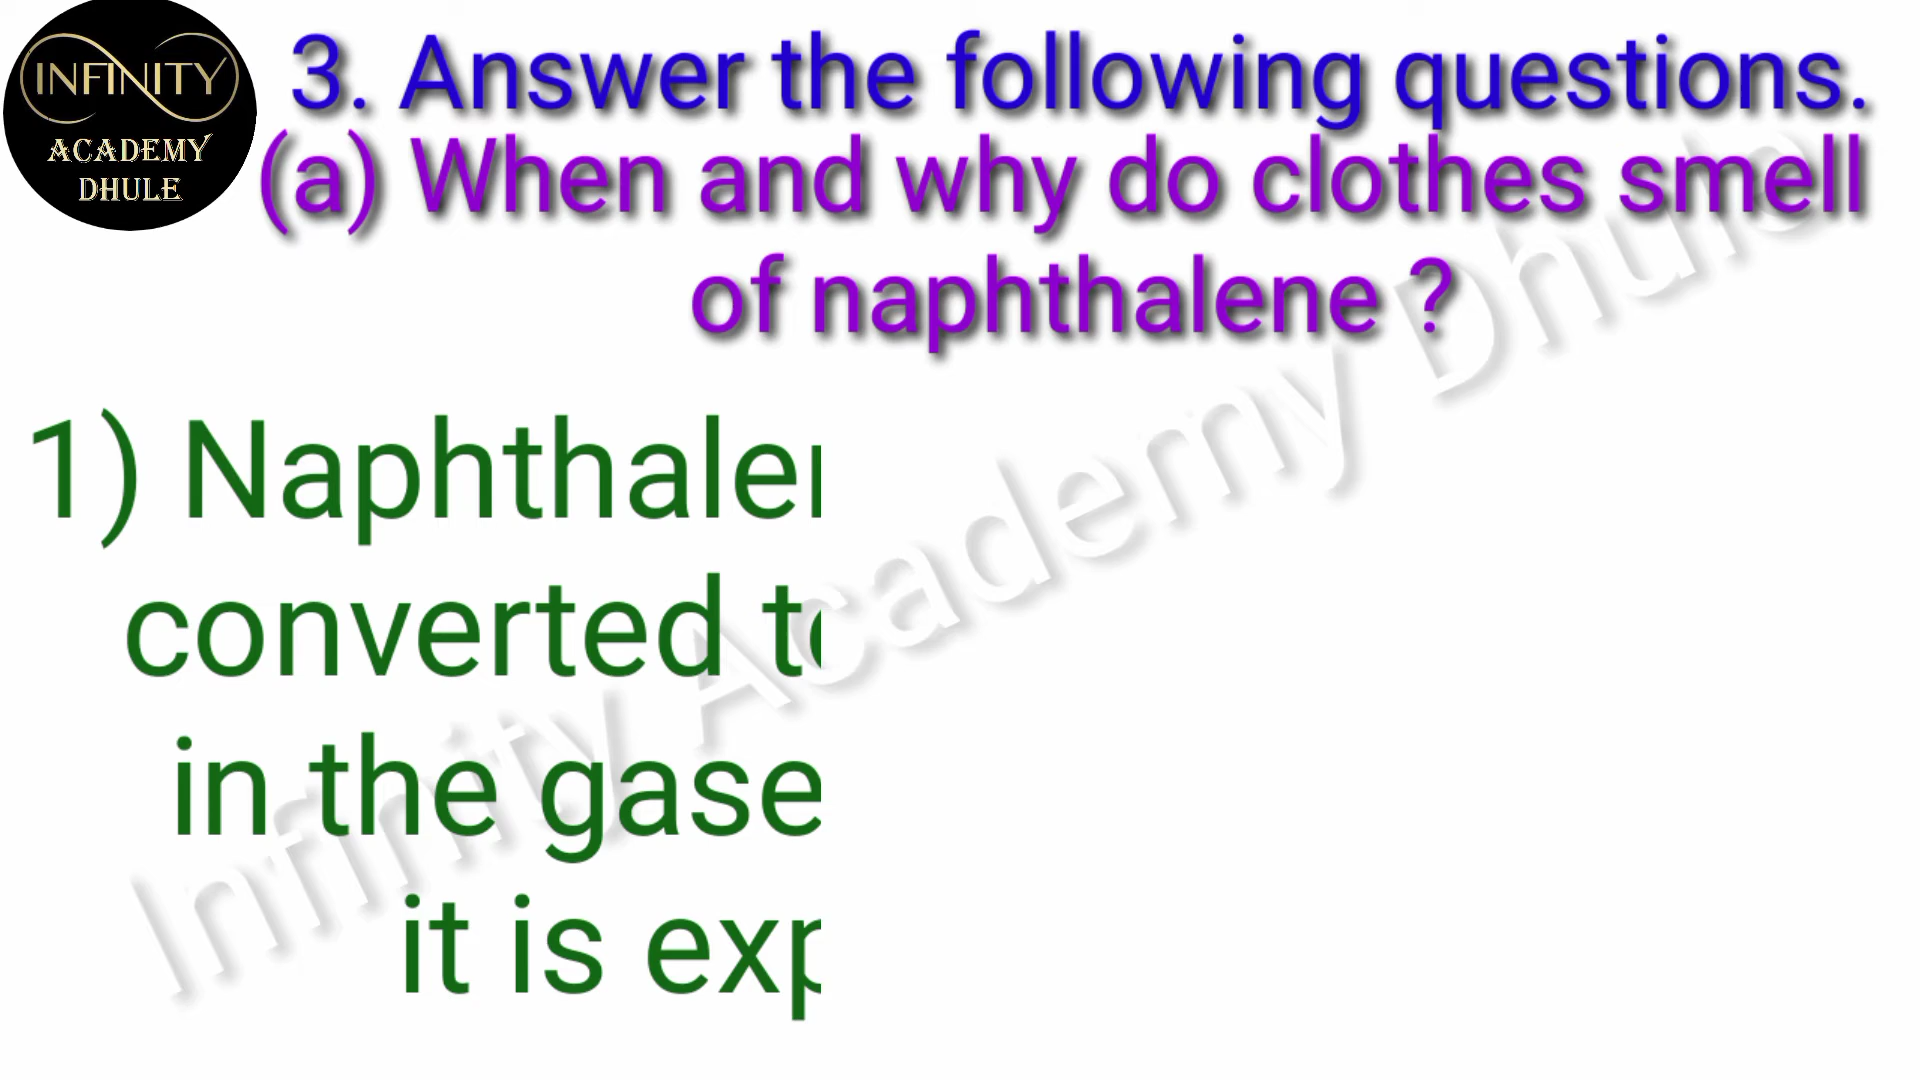 INFINITY
ACADEMY
DHULE
3. Answer the following questions.
(a) When and why do clothes smell
of naphthalene ?
1) Naphthale
converted
in the gase
it is exp
Infinity Academy Dhule